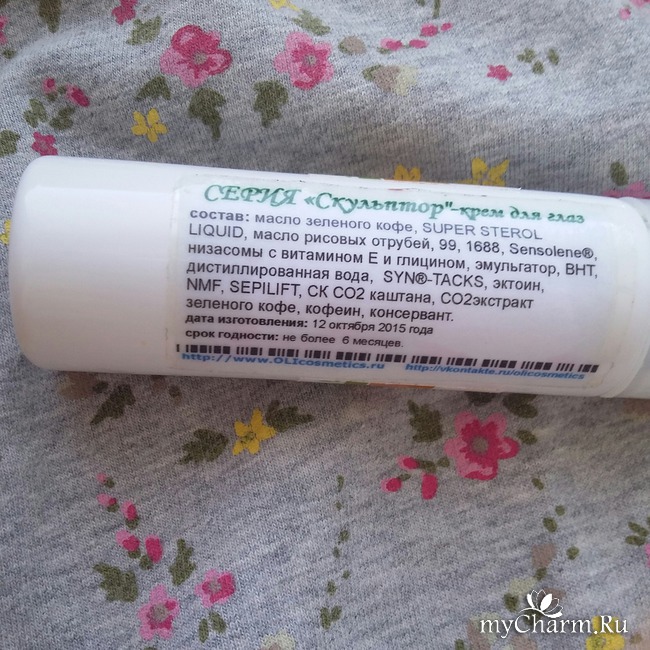 СЕРИЯ «Скульптор"-крем для глаз
состав: масло зеленого кофе, SUPER STEROL
LIQUID, масло рисовых отрубей, 99, 1688, Sensolene®,
низасомы с витамином Е и глицином, эмульгатор, ВНТ,
дистиллированная вода, SYN®-TACKS, эктоин,
NMF, SEPILIFT, СК СО2 каштана, СО2экстракт
зеленого кофе, кофеин, консервант.
дата изготовления: 12 октября 2015 года
срок годности: не более 6 месяцев.
http://www.OLIcosmetics.ru http://vkontakte.ru/olicosmetics
myCharm.Ru